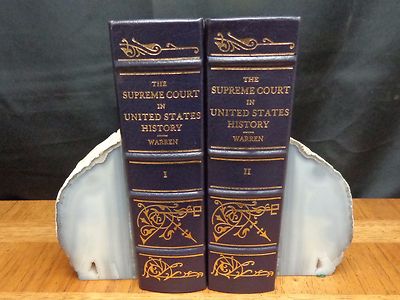 THE
SUPREME COURT
IN
UNITED STATES
HISTORY
WARREN
I
THE
SUPREME COURT
IN
UNITED STATES
HISTORY
WARREN
II